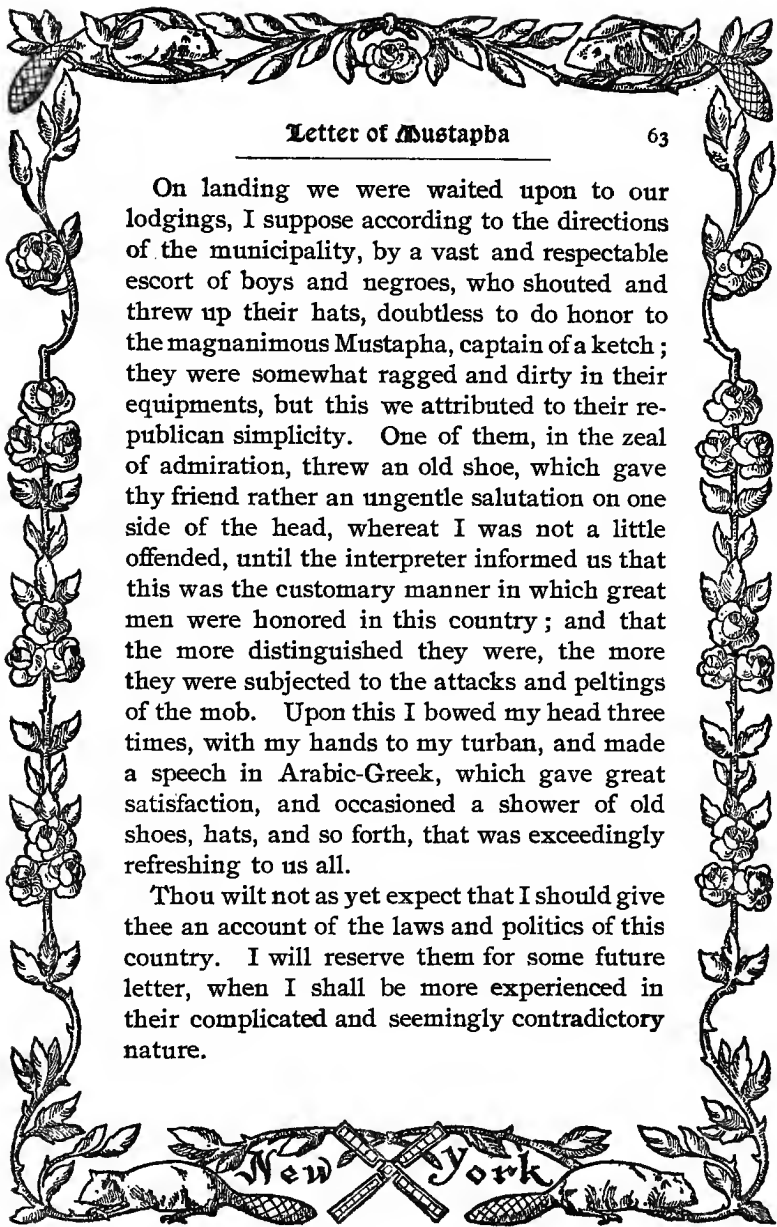 Letter of Mustapha 63
On landing we were waited upon to our
lodgings, I suppose according to the directions
of the municipality, by a vast and respectable
escort of boys and negroes, who shouted and
threw up their hats, doubtless to do honor to
the magnanimous Mustapha, captain of a ketch ;
they were somewhat ragged and dirty in their
equipments, but this we attributed to their re-
publican simplicity. One of them, in the zeal
of admiration, threw an old shoe, which gave
thy friend rather an ungentle salutation on one
side of the head, whereat I was not a little
offended, until the interpreter informed us that
this was the customary manner in which great
men were honored in this country ; and that
the more distinguished they were, the more
they were subjected to the attacks and peltings
of the mob. Upon this I bowed my head three
times, with my hands to my turban, and made
a speech in Arabic-Greek, which gave great
satisfaction, and occasioned a shower of old
shoes, hats, and so forth, that was exceedingly
refreshing to us all.
Thou wilt not as yet expect that I should give
thee an account of the laws and politics of this
country. I will reserve them for some future
letter, when I shall be more experienced in
their complicated and seemingly contradictory
nature.
New York